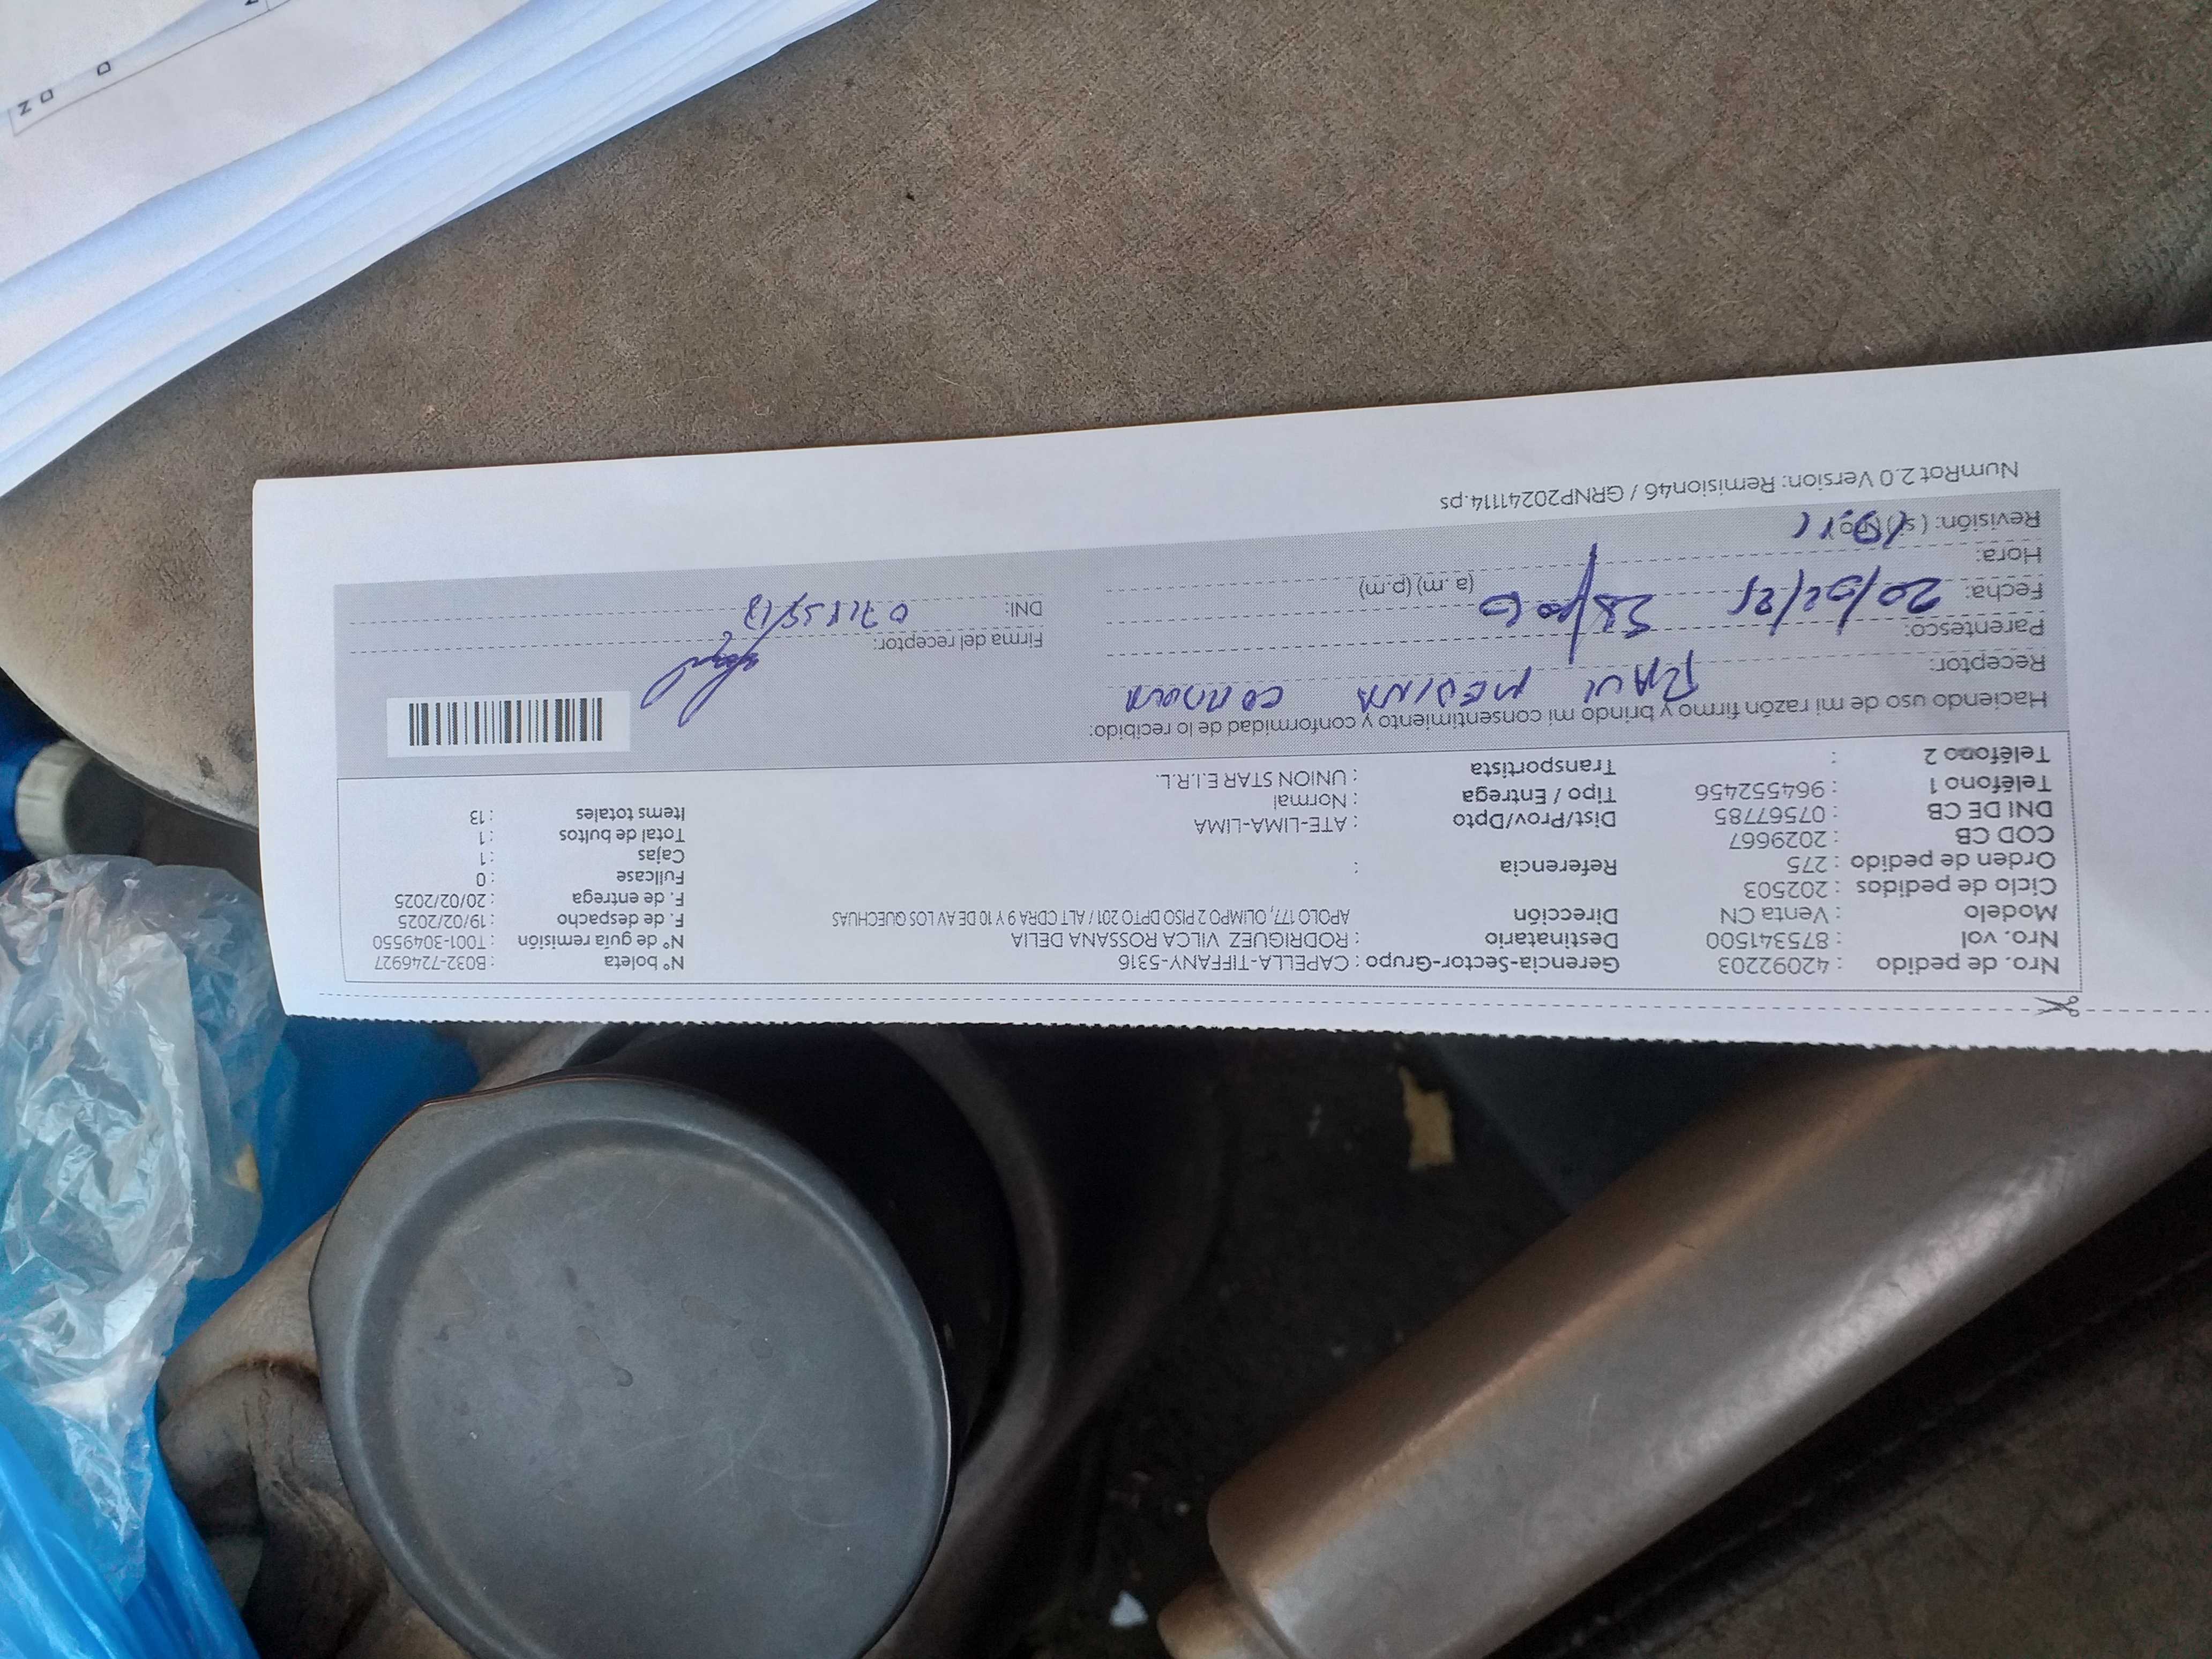 Nro. de pedido : 42092203 Gerencia-Sector-Grupo : CAPELLA-TIFFANY-5316 N° boleta : B032-7246927
Nro. vol : 875341500 Destinatario : RODRIGUEZ VILCA ROSSANA DELIA N° de guía remisión : T001-3049550
Modelo : Venta CN Dirección APOLO 177, OLIMPO 2 PISO DPTO 201 / ALT CDRA 9 Y 10 DE AV LOS QUECHUAS F. de despacho : 19/02/2025
Ciclo de pedidos : 202503 F. de entrega : 20/02/2025
Orden de pedido : 275 Referencia : Fullcase : 0
COD CB : 2029667 Cajas : 1
DNI DE CB : 07567785 Dist/Prov/Dpto : ATE-LIMA-LIMA Total de bultos : 1
Teléfono 1 : 964552456 Tipo / Entrega : Normal Items totales : 13
Teléfono 2 : Transportista : UNION STAR E.I.R.L.
Haciendo uso de mi razón firmo y brindo mi consentimiento y conformidad de lo recibido:
Receptor: RAUL MEDINA
Parentesco: Firma del receptor:
Fecha: 20/02/25 DNI:
Hora: (a.m) (p.m)
Revisión: (si) (no)
NumRot 2.0 Version: Remision46 / GRNP20241114.ps